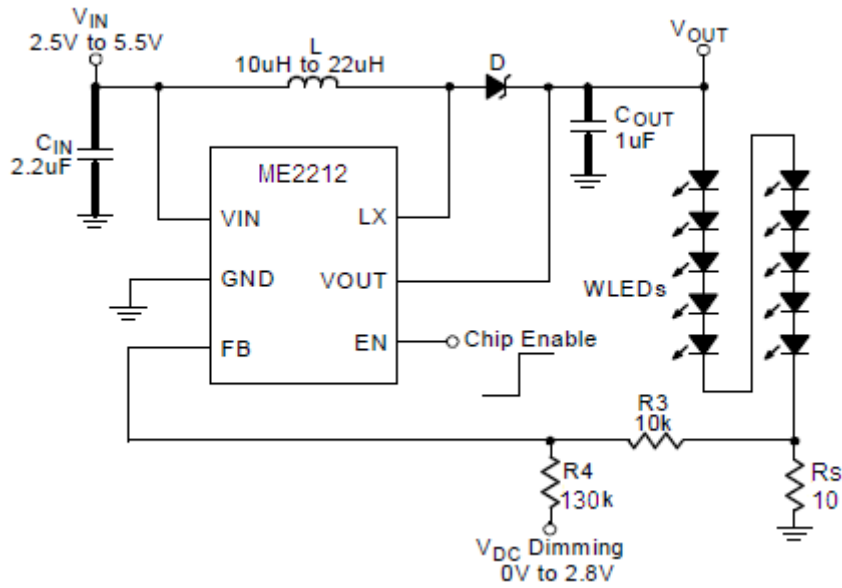 VIN
2.5V to 5.5V
L
10uH to 22uH
D
VOUT
CIN
2.2uF
COUT
1uF
ME2212
VIN
LX
GND
VOUT
FB
EN
Chip Enable
WLEDs
R3
10k
R4
130k
Rs
10
VDC Dimming
0V to 2.8V